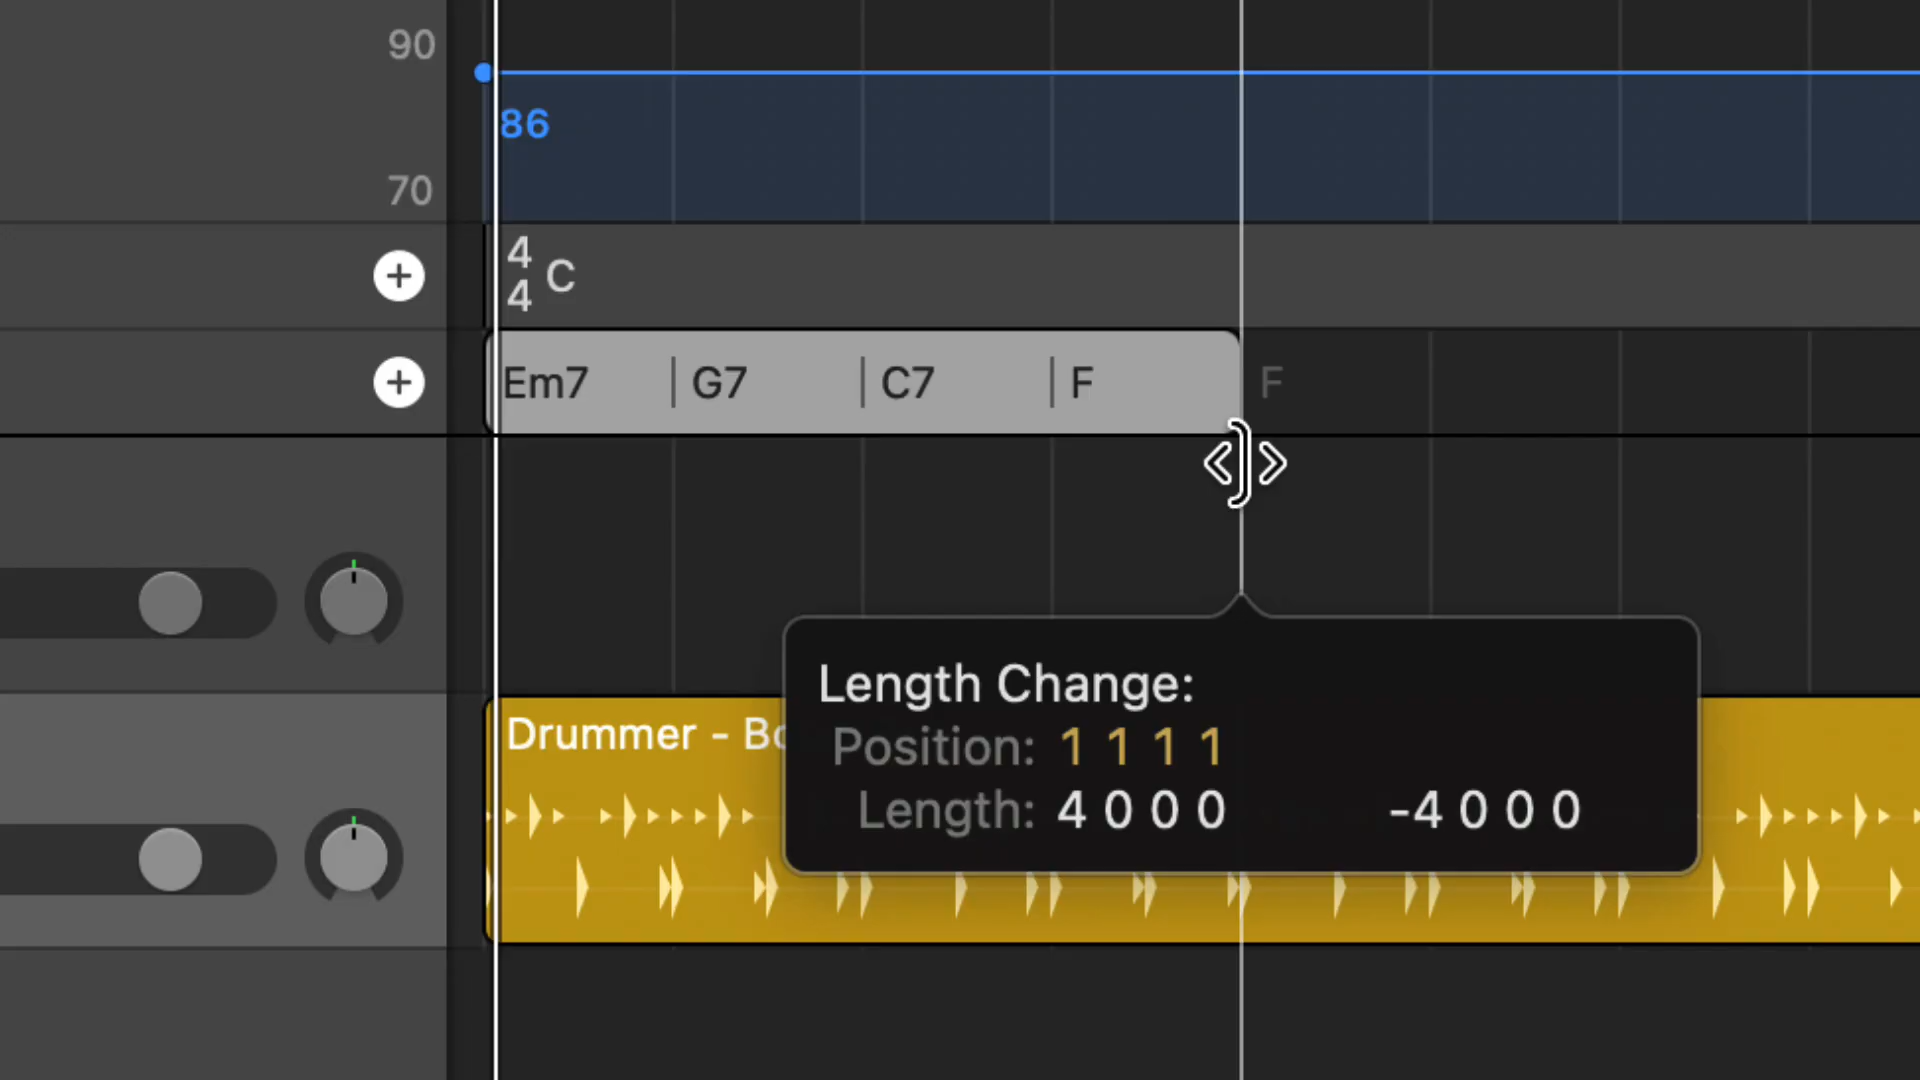 90
86
70
4
4 C
Em7 G7 C7 F F
Length Change:
Position: 1 1 1 1
Length: 4 0 0 0 -4 0 0 0
Drummer -